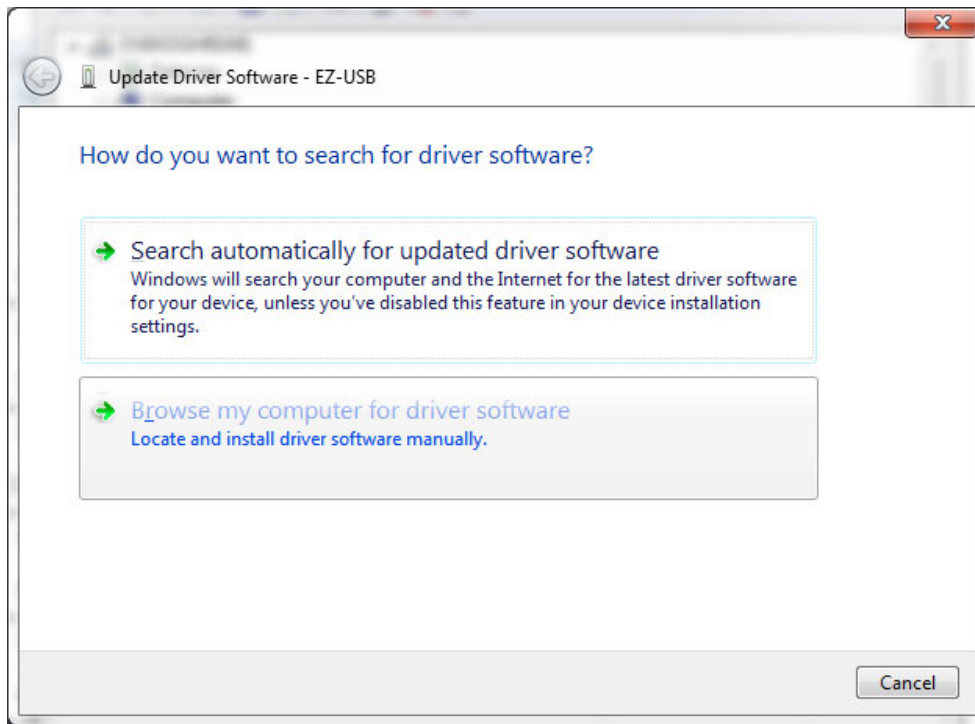 Update Driver Software - EZ-USB
How do you want to search for driver software?
Search automatically for updated driver software
Windows will search your computer and the Internet for the latest driver software
for your device, unless you've disabled this feature in your device installation
settings.
Browse my computer for driver software
Locate and install driver software manually.
Cancel